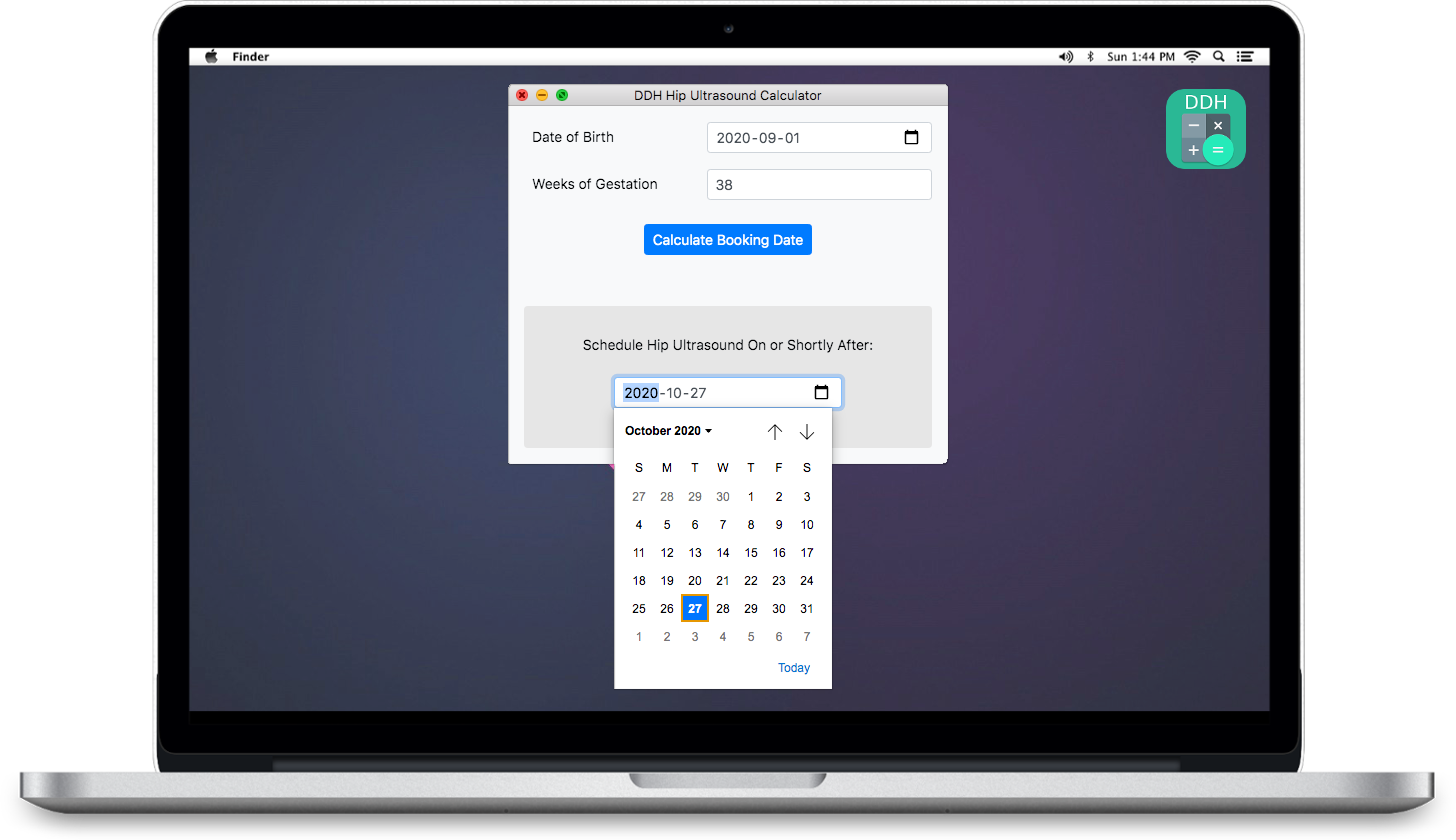 Finder
Sun 1:44 PM
DDH Hip Ultrasound Calculator
DDH
− ×
+ =
Date of Birth
2020-09-01
Weeks of Gestation
38
Calculate Booking Date
Schedule Hip Ultrasound On or Shortly After:
2020-10-27
October 2020
S M T W T F S
27 28 29 30 1 2 3
4 5 6 7 8 9 10
11 12 13 14 15 16 17
18 19 20 21 22 23 24
25 26 27 28 29 30 31
1 2 3 4 5 6 7
Today